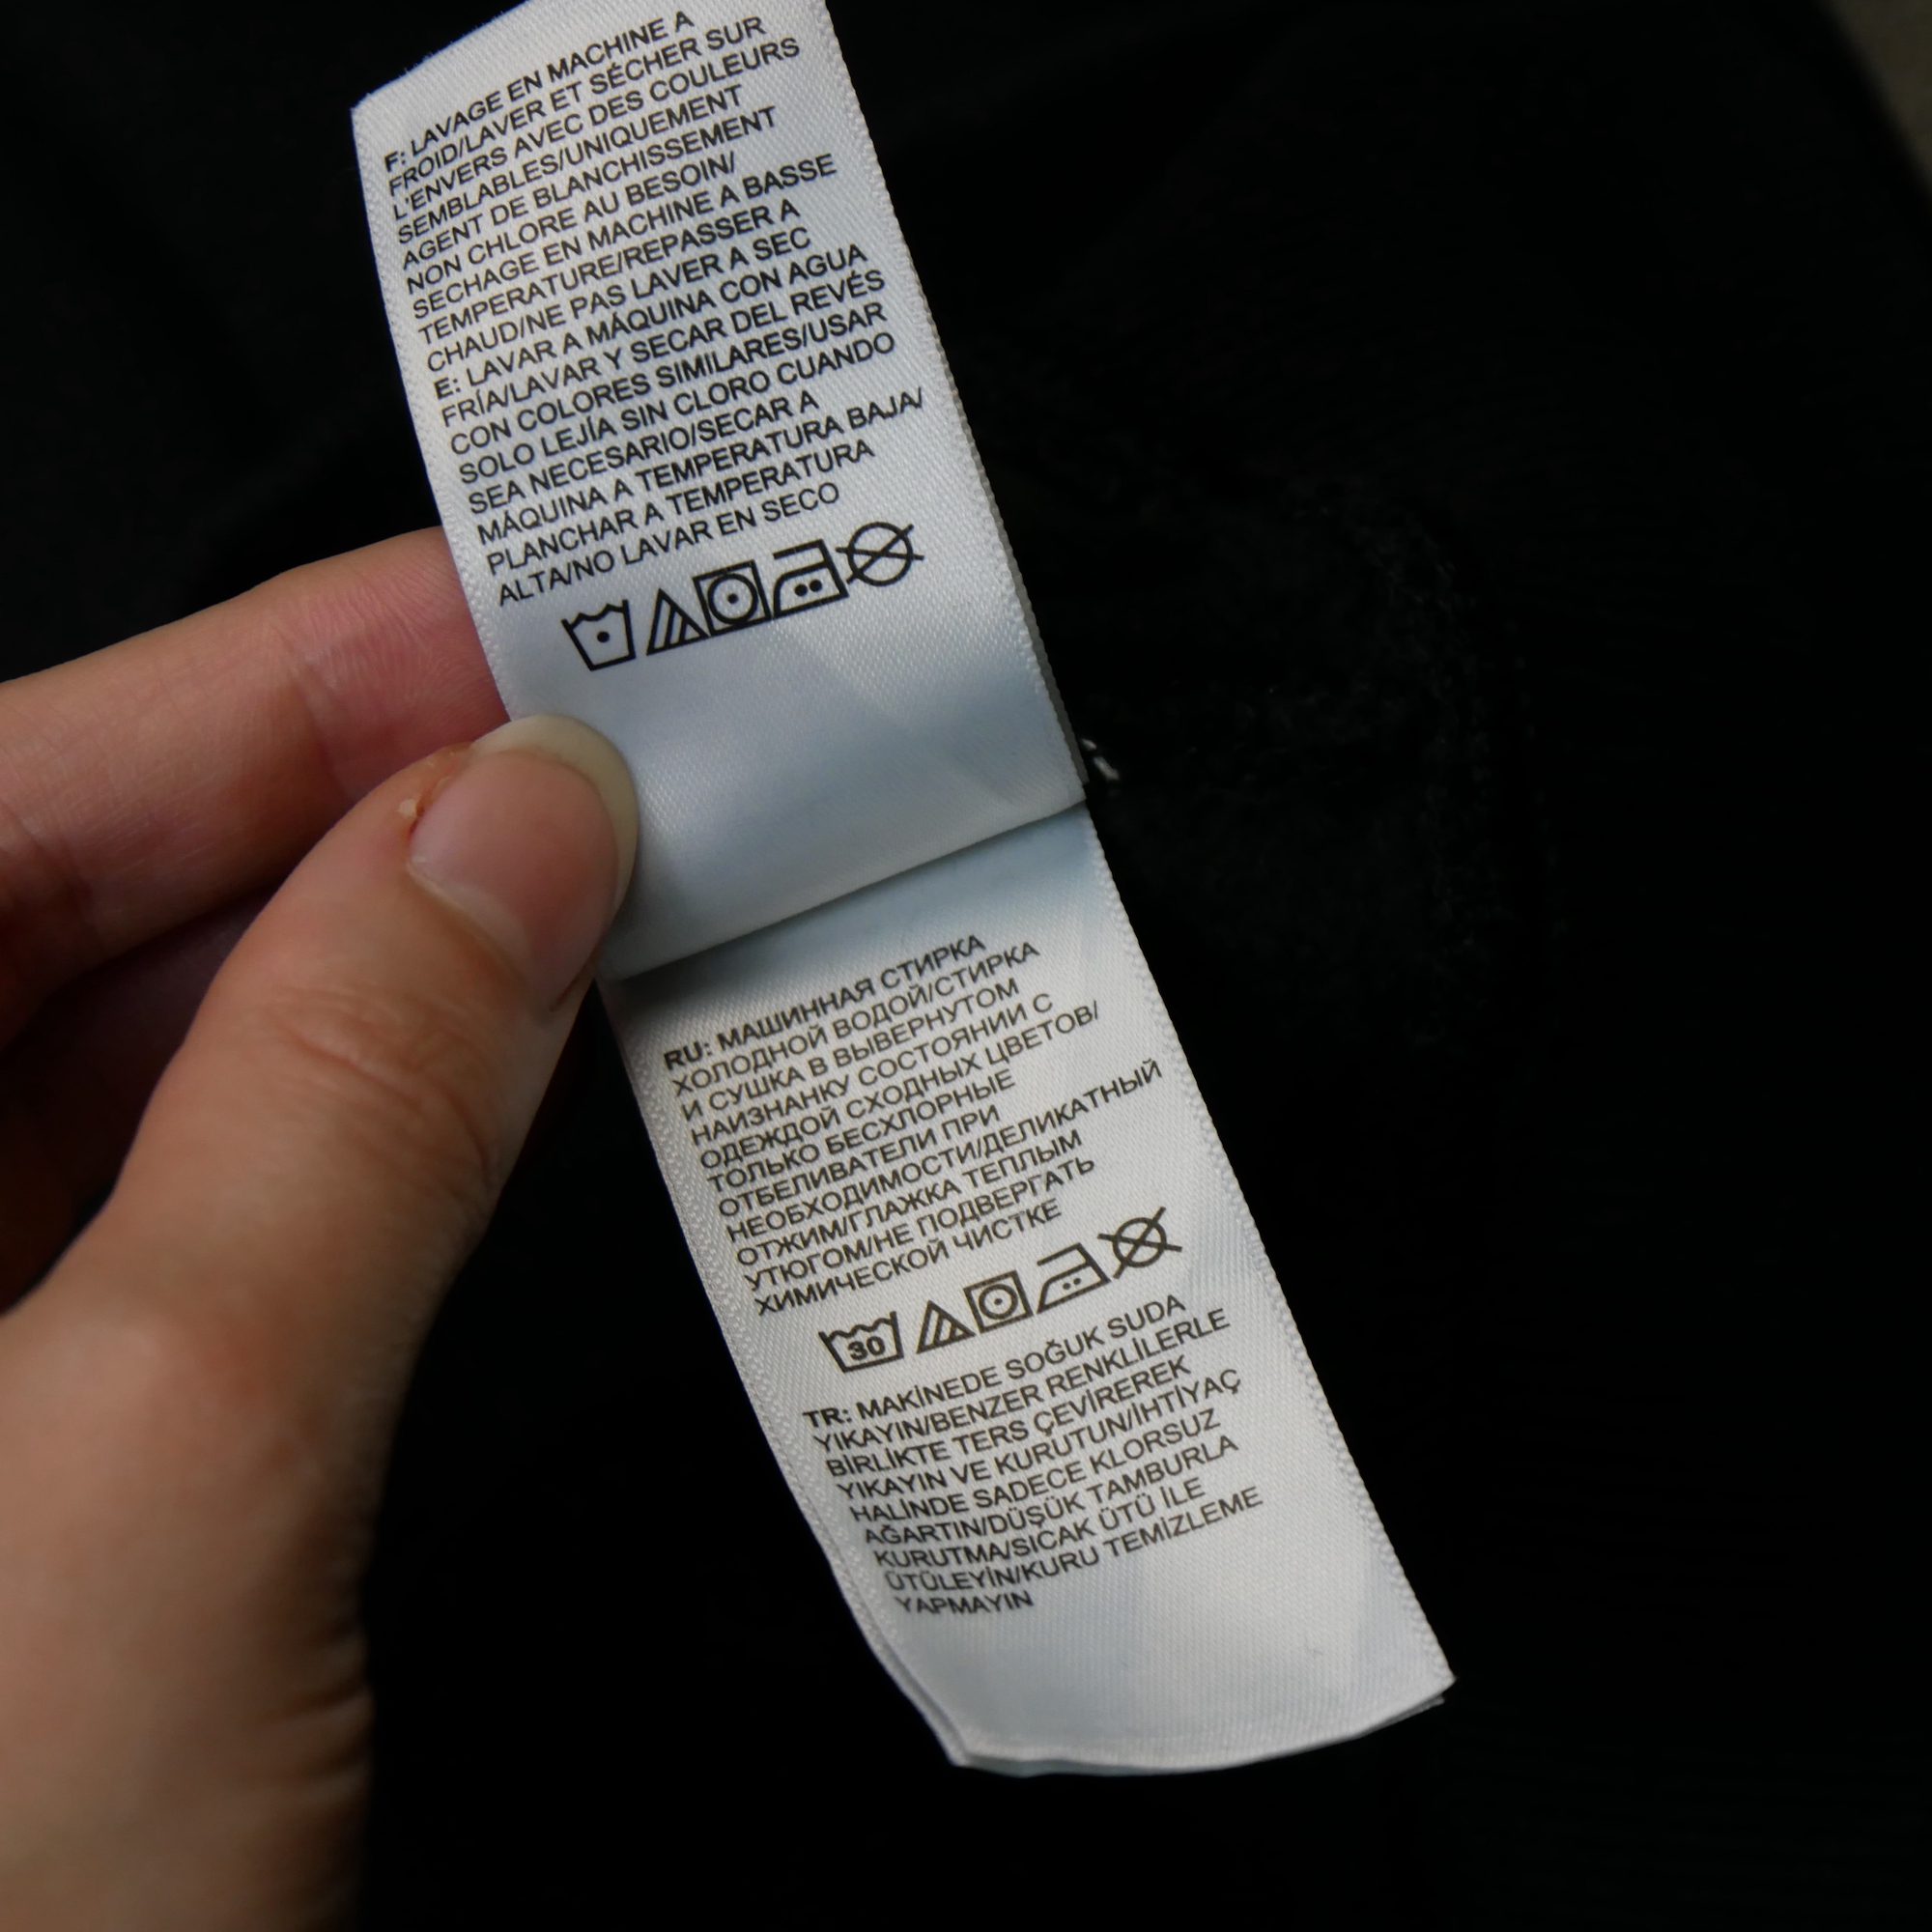 F: LAVAGE EN MACHINE A
FROID/LAVER ET SÉCHER SUR
L'ENVERS AVEC DES COULEURS
SEMBLABLES/UNIQUEMENT
AGENT DE BLANCHISSEMENT
NON CHLORE AU BESOIN/
SECHAGE EN MACHINE A BASSE
TEMPERATURE/REPASSER A
CHAUD/NE PAS LAVER A SEC
E: LAVAR A MÁQUINA CON AGUA
FRÍA/LAVAR Y SECAR DEL REVÉS
CON COLORES SIMILARES/USAR
SOLO LEJÍA SIN CLORO CUANDO
SEA NECESARIO/SECAR A
MÁQUINA A TEMPERATURA BAJA/
PLANCHAR A TEMPERATURA
ALTA/NO LAVAR EN SECO
RU: МАШИННАЯ СТИРКА
ХОЛОДНОЙ ВОДОЙ/СТИРКА
И СУШКА В ВЫВЕРНУТОМ
НАИЗНАНКУ СОСТОЯНИИ С
ОДЕЖДОЙ СХОДНЫХ ЦВЕТОВ/
ТОЛЬКО БЕСХЛОРНЫЕ
ОТБЕЛИВАТЕЛИ ПРИ
НЕОБХОДИМОСТИ/ДЕЛИКАТНЫЙ
ОТЖИМ/ГЛАЖКА ТЕПЛЫМ
УТЮГОМ/НЕ ПОДВЕРГАТЬ
ХИМИЧЕСКОЙ ЧИСТКЕ
30
TR: MAKİNEDE SOĞUK SUDA
YIKAYIN/BENZER RENKLİLERLE
BİRLİKTE TERS ÇEVİREREK
YIKAYIN VE KURUTUN/İHTİYAÇ
HALİNDE SADECE KLORSUZ
AĞARTIN/DÜŞÜK TAMBURLA
KURUTMA/SICAK ÜTÜ İLE
ÜTÜLEYİN/KURU TEMİZLEME
YAPMAYIN